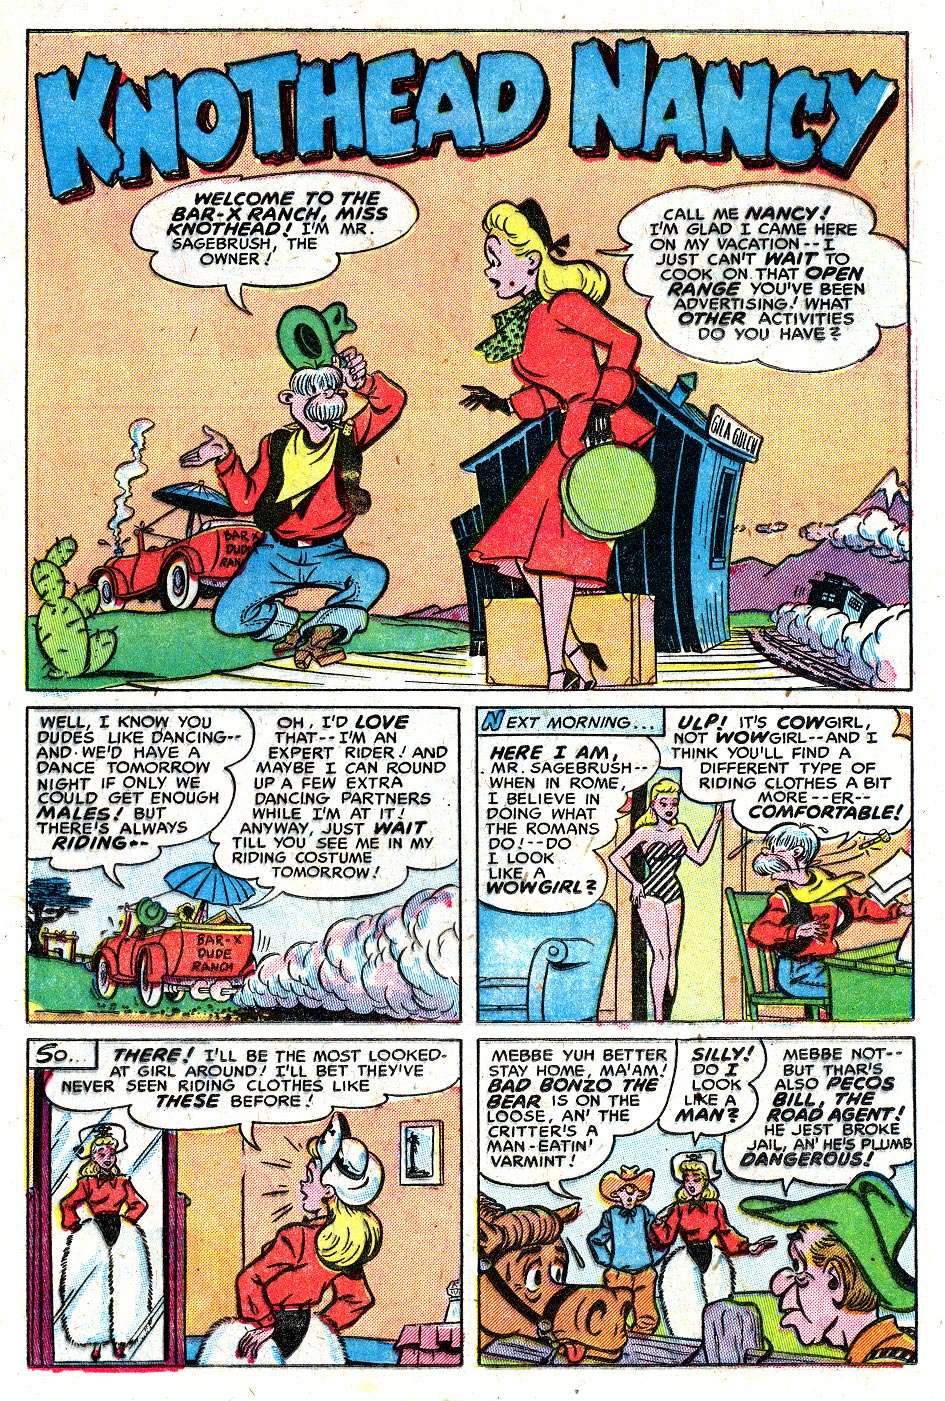 KNOTHEAD NANCY
WELCOME TO THE
BAR-X RANCH, MISS
KNOTHEAD! I'M MR.
SAGEBRUSH, THE
OWNER!
CALL ME NANCY!
I'M GLAD I CAME HERE
ON MY VACATION--I
JUST CAN'T WAIT TO
COOK ON THAT OPEN
RANGE YOU'VE BEEN
ADVERTISING! WHAT
OTHER ACTIVITIES
DO YOU HAVE?
GILA GULCH
BAR-X
DUDE
RANCH
WELL, I KNOW YOU
DUDES LIKE DANCING--
AND WE'D HAVE A
DANCE TOMORROW
NIGHT IF ONLY WE
COULD GET ENOUGH
MALES! BUT
THERE'S ALWAYS
RIDING--
OH, I'D LOVE
THAT--I'M AN
EXPERT RIDER! AND
MAYBE I CAN ROUND
UP A FEW EXTRA
DANCING PARTNERS
WHILE I'M AT IT!
ANYWAY, JUST WAIT
TILL YOU SEE ME IN MY
RIDING COSTUME
TOMORROW!
BAR-X
DUDE
RANCH
NEXT MORNING...
HERE I AM,
MR. SAGEBRUSH--
WHEN IN ROME,
I BELIEVE IN
DOING WHAT
THE ROMANS
DO!--DO
I LOOK
LIKE A
WOWGIRL?
ULP! IT'S COWGIRL,
NOT WOWGIRL--AND I
THINK YOU'LL FIND A
DIFFERENT TYPE OF
RIDING CLOTHES A BIT
MORE--ER--
COMFORTABLE!
SO...
THERE! I'LL BE THE MOST LOOKED-
AT GIRL AROUND! I'LL BET THEY'VE
NEVER SEEN RIDING CLOTHES LIKE
THESE BEFORE!
MEBBE YUH BETTER
STAY HOME, MA'AM!
BAD BONZO THE
BEAR IS ON THE
LOOSE, AN' THE
CRITTER'S A
MAN-EATIN'
VARMINT!
SILLY!
DO I
LOOK
LIKE A
MAN?
MEBBE NOT--
BUT THAR'S
ALSO PECOS
BILL, THE
ROAD AGENT!
HE JEST BROKE
JAIL, AN' HE'S PLUMB
DANGEROUS!